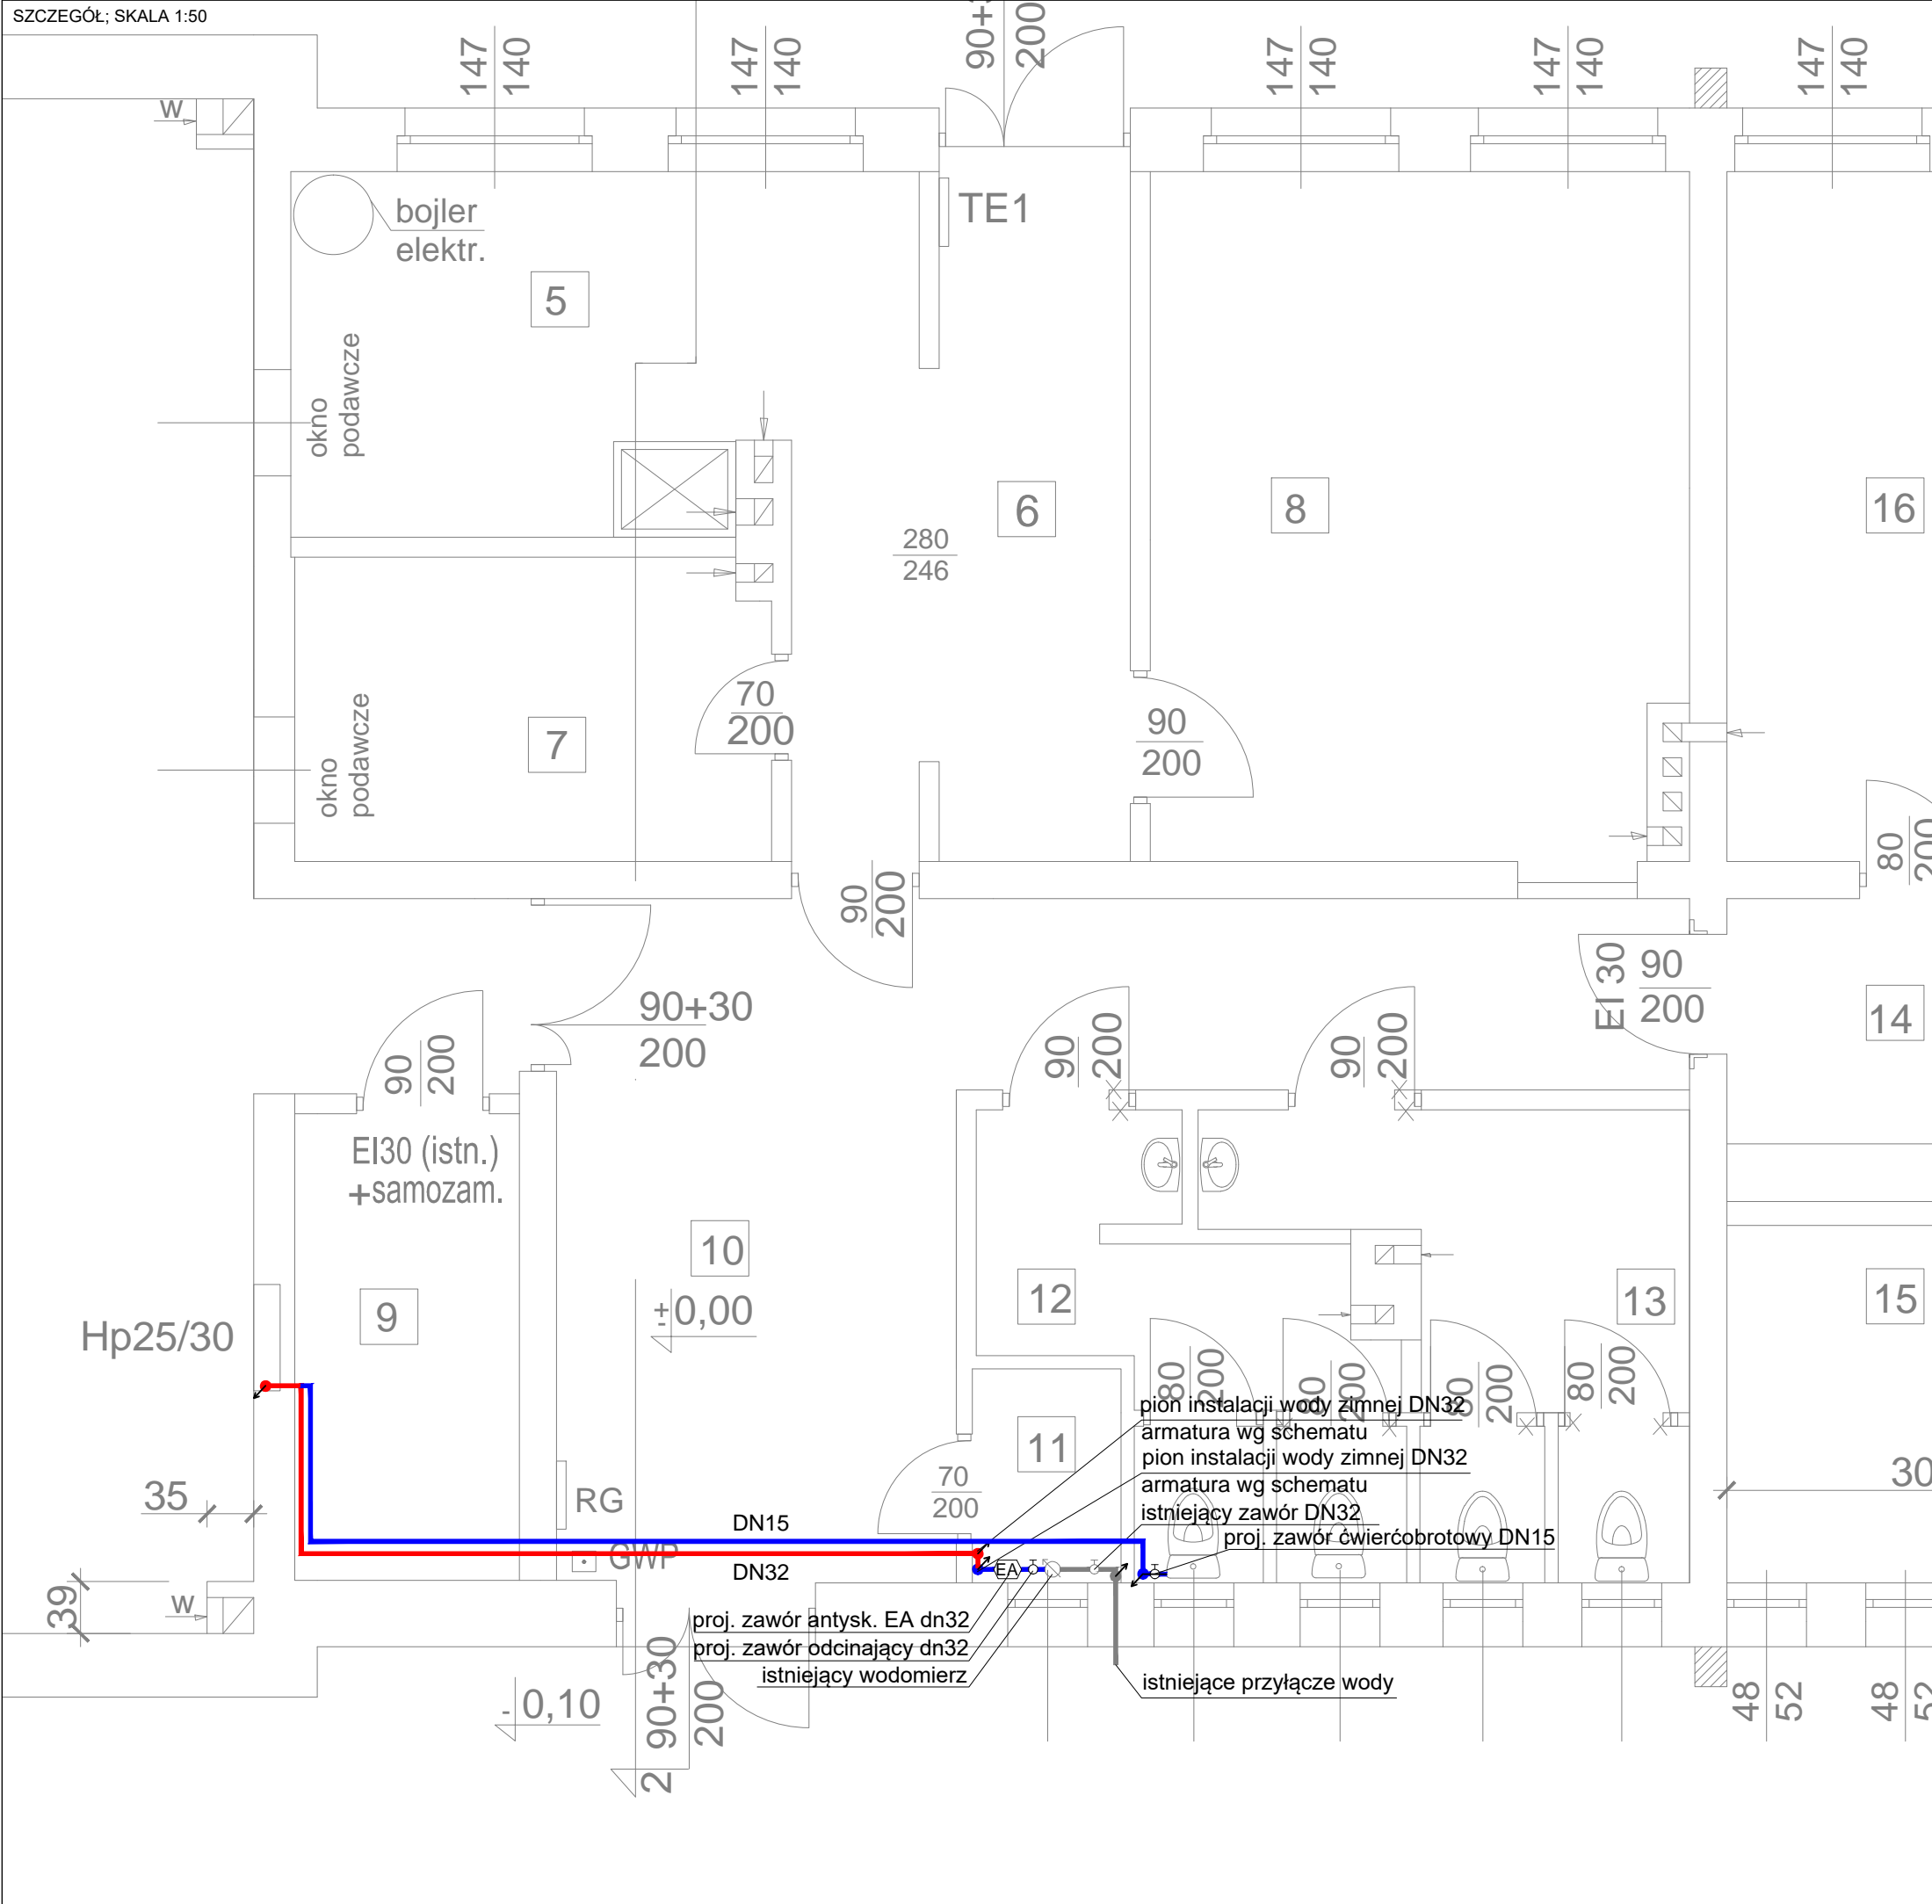 SZCZEGÓŁ; SKALA 1:50
147
140
147
140
200
147
140
147
140
147
140
w
bojler
elektr.
TE1
5
okno
podawcze
6
8
16
280
246
70
200
90
200
7
okno
podawcze
80
200
90
200
EI 30
90
200
90+30
200
14
90
200
90
200
90
200
EI30 (istn.)
+samozam.
10
±0,00
12
13
15
9
Hp25/30
80
200
80
200
80
200
80
200
pion instalacji wody zimnej DN32
armatura wg schematu
pion instalacji wody zimnej DN32
armatura wg schematu
istniejący zawór DN32
proj. zawór ćwierćobrotowy DN15
11
70
200
30
35
RG
DN15
GWP
DN32
EA
39
w
proj. zawór antysk. EA dn32
proj. zawór odcinający dn32
istniejący wodomierz
istniejące przyłącze wody
- 0,10
2
90+30
200
48
52
48
52